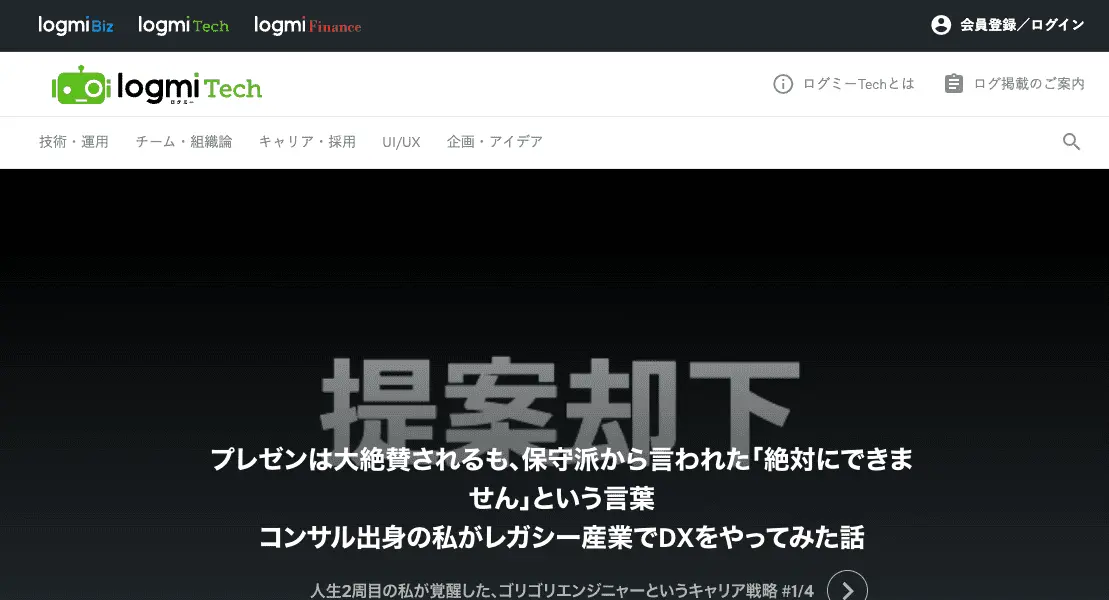 logmi Biz logmi Tech logmi Finance 会員登録／ログイン
logmi Tech ログミーTechとは ログ掲載のご案内
ログミー
技術・運用 チーム・組織論 キャリア・採用 UI/UX 企画・アイデア
提案却下
プレゼンは大絶賛されるも、保守派から言われた「絶対にできま
せん」という言葉
コンサル出身の私がレガシー産業でDXをやってみた話
人生2周目の私が覚醒した、ゴリゴリエンジニャーというキャリア戦略 #1/4